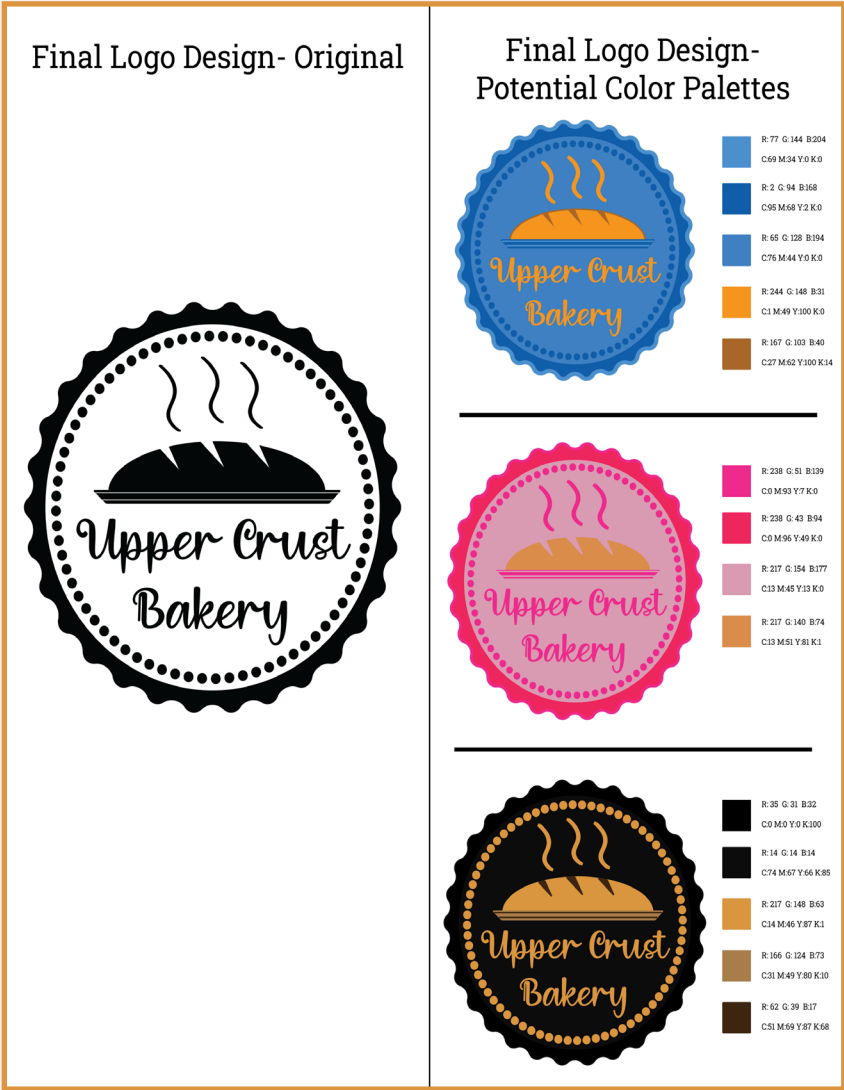 Final Logo Design- Original
Upper Crust
Bakery
Final Logo Design-
Potential Color Palettes
Upper Crust
Bakery
R: 77 G: 144 B:204
C:69 M:34 Y:0 K:0
R: 2 G: 94 B:168
C:95 M:68 Y:2 K:0
R: 65 G: 128 B:194
C:76 M:44 Y:0 K:0
R: 244 G: 148 B:31
C:1 M:49 Y:100 K:0
R: 167 G: 103 B:40
C:27 M:62 Y:100 K:14
Upper Crust
Bakery
R: 238 G: 51 B:139
C:0 M:93 Y:7 K:0
R: 238 G: 43 B:94
C:0 M:96 Y:49 K:0
R: 217 G: 154 B:177
C:13 M:45 Y:13 K:0
R: 217 G: 140 B:74
C:13 M:51 Y:81 K:1
Upper Crust
Bakery
R: 35 G: 31 B:32
C:0 M:0 Y:0 K:100
R: 14 G: 14 B:14
C:74 M:67 Y:66 K:85
R: 217 G: 148 B:63
C:14 M:46 Y:87 K:1
R: 166 G: 124 B:73
C:31 M:49 Y:80 K:10
R: 62 G: 39 B:17
C:51 M:69 Y:87 K:68